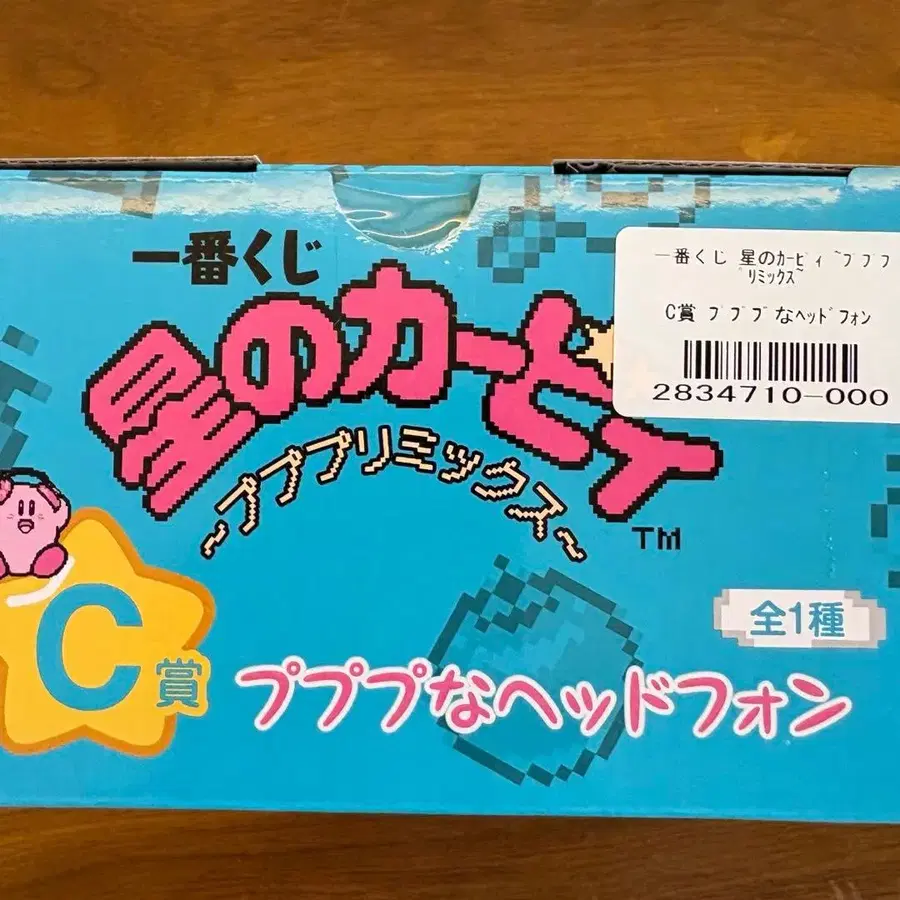 一番くじ
星のカービィ
~プププリミックス~
TM
一番くじ 星のｶｰﾋﾞｨ ~ﾌﾟﾌﾟﾌ
ﾟﾘﾐｯｸｽ~
C賞 ﾌﾟﾌﾟﾌﾟなﾍｯﾄﾞﾌｫﾝ
2834710-000
全1種
C賞
プププなヘッドフォン